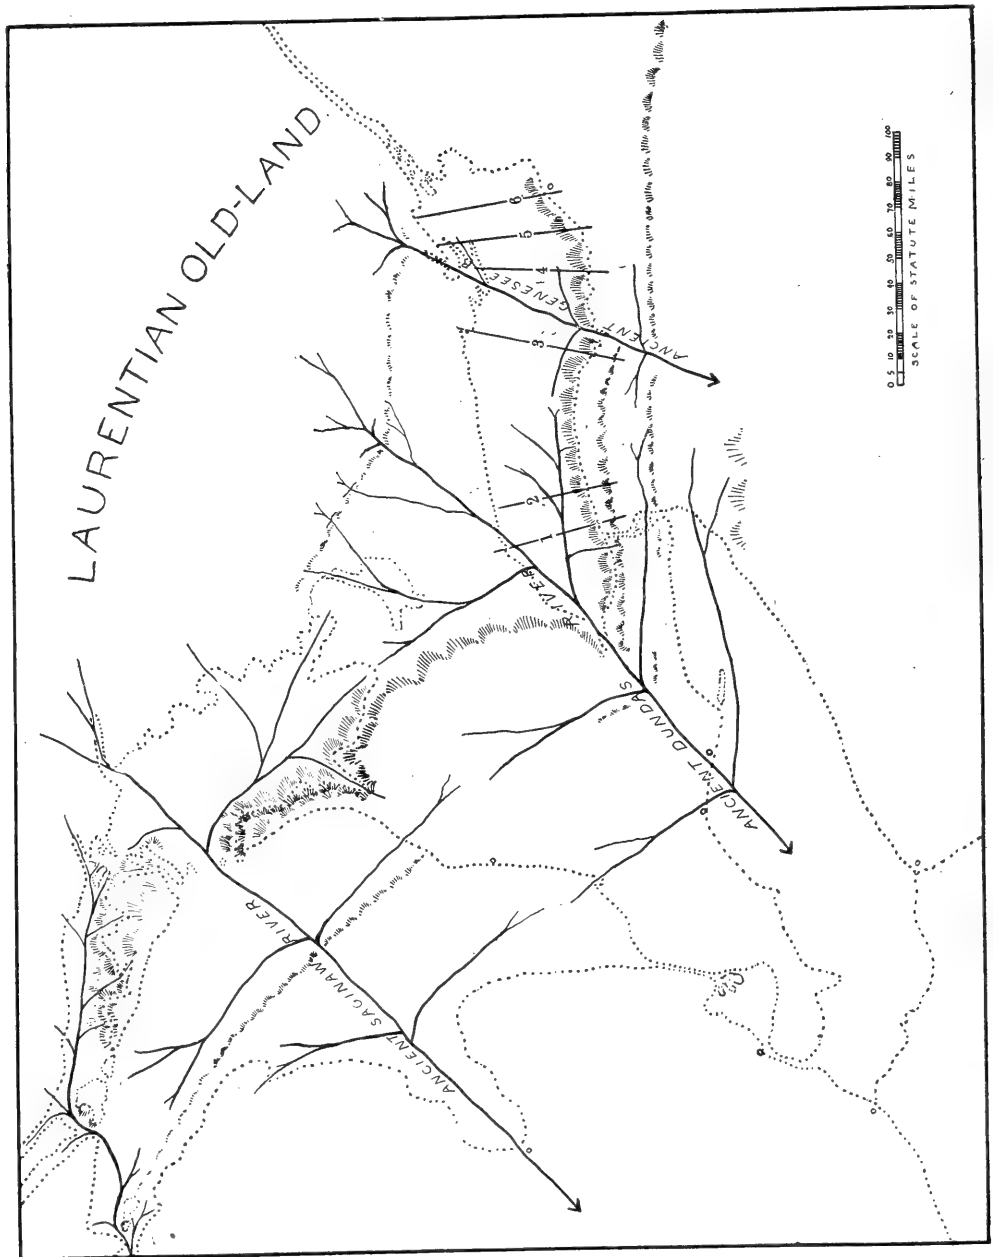 LAURENTIAN OLD-LAND
ANCIENT SAGINAW RIVER
ANCIENT DUNDAS RIVER
ANCIENT GENESEE R
1
2
3
4
5
6
0 5 10 20 30 40 50 60 70 80 90 100
SCALE OF STATUTE MILES